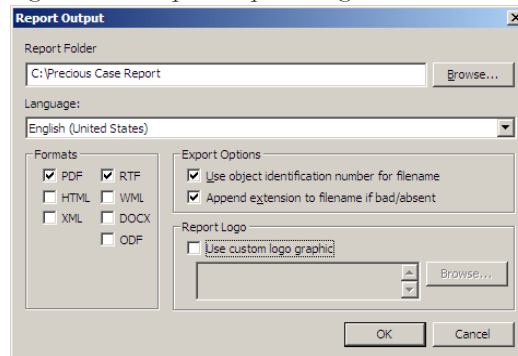 Report Output
Report Folder
C:\Precious Case Report
Browse...
Language:
English (United States)
Formats
PDF RTF
HTML WML
XML DOCX
ODF
Export Options
Use object identification number for filename
Append extension to filename if bad/absent
Report Logo
Use custom logo graphic
Browse...
OK Cancel